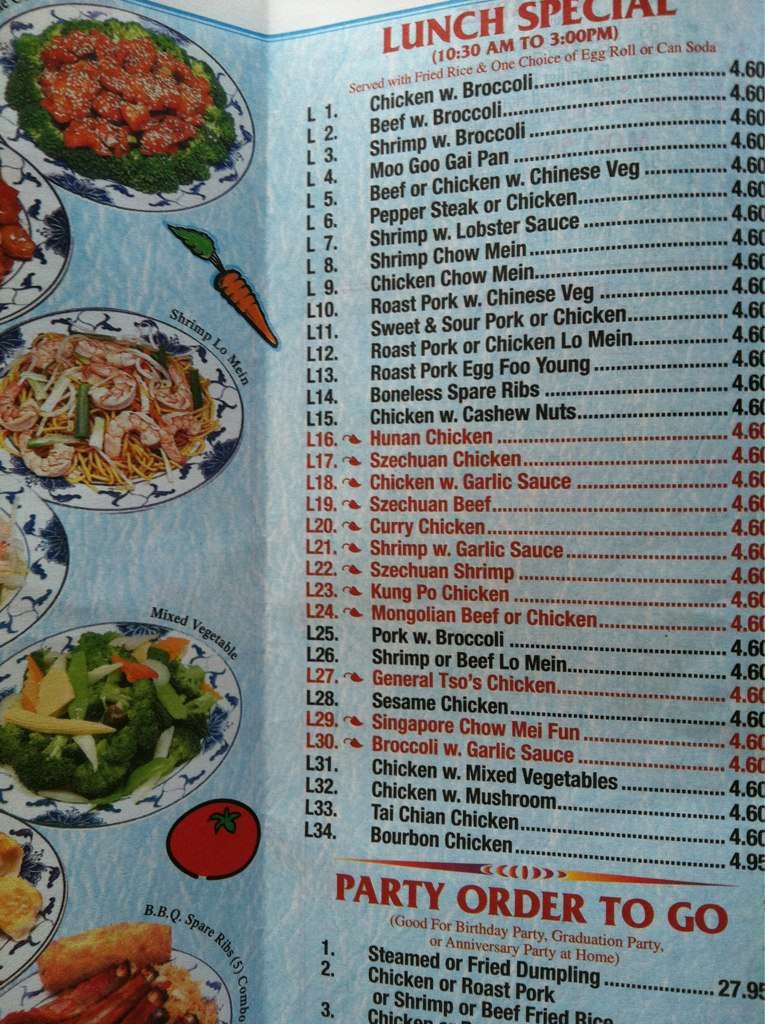 LUNCH SPECIAL
(10:30 AM TO 3:00PM)
Served with Fried Rice & One Choice of Egg Roll or Can Soda
L 1. Chicken w. Broccoli 4.60
L 2. Beef w. Broccoli 4.60
L 3. Shrimp w. Broccoli 4.60
L 4. Moo Goo Gai Pan 4.60
L 5. Beef or Chicken w. Chinese Veg 4.60
L 6. Pepper Steak or Chicken 4.60
L 7. Shrimp w. Lobster Sauce 4.60
L 8. Shrimp Chow Mein 4.60
L 9. Chicken Chow Mein 4.60
L10. Roast Pork w. Chinese Veg 4.60
L11. Sweet & Sour Pork or Chicken 4.60
L12. Roast Pork or Chicken Lo Mein 4.60
L13. Roast Pork Egg Foo Young 4.60
L14. Boneless Spare Ribs 4.60
L15. Chicken w. Cashew Nuts 4.60
L16. Hunan Chicken 4.60
L17. Szechuan Chicken 4.60
L18. Chicken w. Garlic Sauce 4.60
L19. Szechuan Beef 4.60
L20. Curry Chicken 4.60
L21. Shrimp w. Garlic Sauce 4.60
L22. Szechuan Shrimp 4.60
L23. Kung Po Chicken 4.60
L24. Mongolian Beef or Chicken 4.60
L25. Pork w. Broccoli 4.60
L26. Shrimp or Beef Lo Mein 4.60
L27. General Tso's Chicken 4.60
L28. Sesame Chicken 4.60
L29. Singapore Chow Mei Fun 4.60
L30. Broccoli w. Garlic Sauce 4.60
L31. Chicken w. Mixed Vegetables 4.60
L32. Chicken w. Mushroom 4.60
L33. Tai Chian Chicken 4.60
L34. Bourbon Chicken 4.95
PARTY ORDER TO GO
(Good For Birthday Party, Graduation Party,
or Anniversary Party at Home)
1. Steamed or Fried Dumpling 27.95
2. Chicken or Roast Pork
or Shrimp or Beef Fried Rice
3. Chicken or
Shrimp Lo Mein
Mixed Vegetable
B.B.Q. Spare Ribs (5) Combo